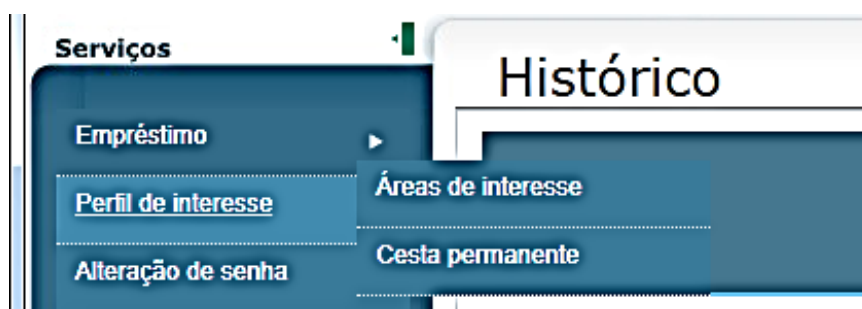 Serviços
Histórico
Empréstimo
Perfil de interesse
Áreas de interesse
Cesta permanente
Alteração de senha